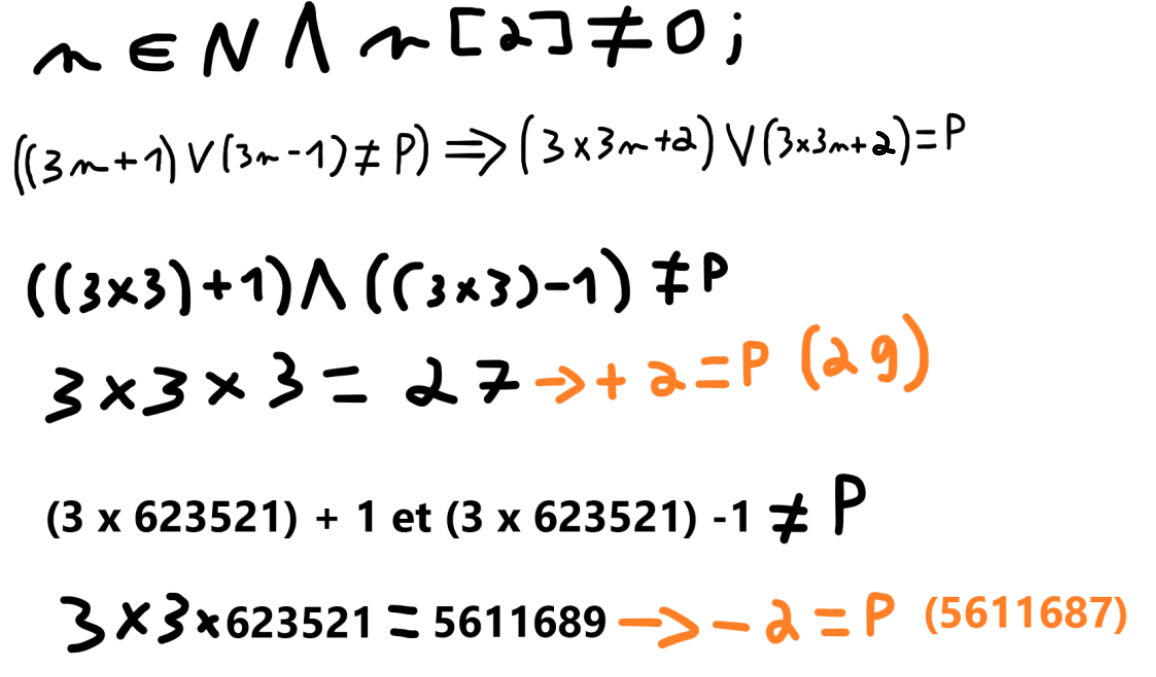 n ∈ N ∧ n [2] ≠ 0 ;
((3n+1) ∨ (3n-1) ≠ P) ⇒ (3×3n+2) ∨ (3×3n+2) = P
((3×3)+1) ∧ ((3×3)-1) ≠ P
3 × 3 × 3 = 27 → + 2 = P (29)
(3 x 623521) + 1 et (3 x 623521) -1 ≠ P
3 × 3 × 623521 = 5611689 → - 2 = P (5611687)